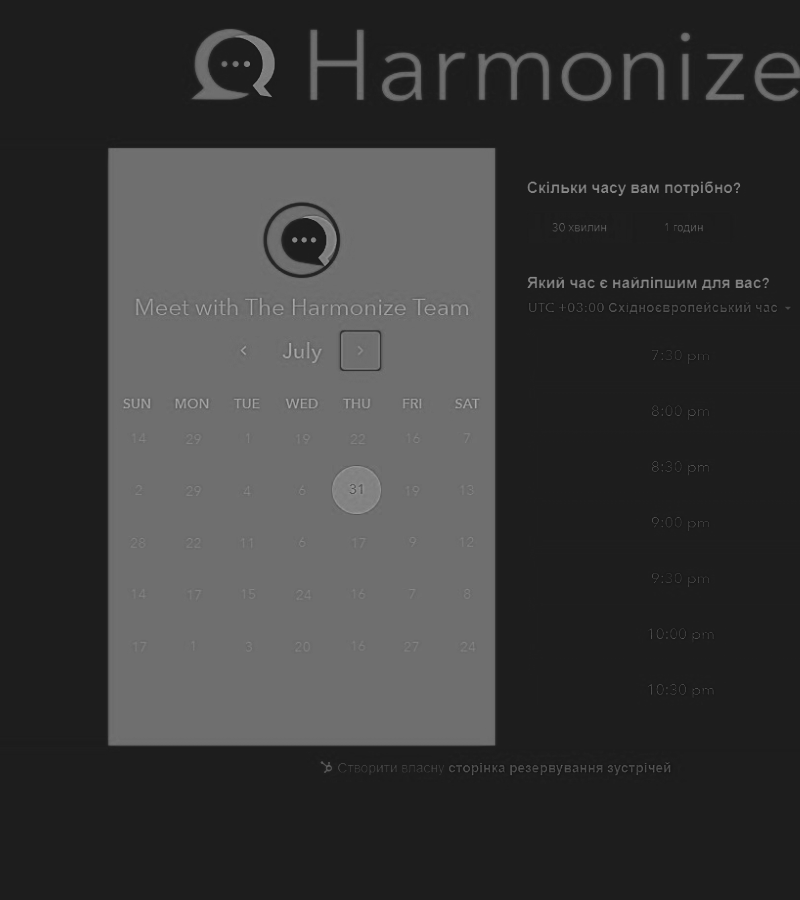 Harmonize
Meet with The Harmonize Team
July
SUN MON TUE WED THU FRI SAT
14 29 1 19 22 16 7
2 29 4 6 31 19 13
28 22 11 6 17 9 12
14 17 15 24 16 7 8
17 1 3 20 16 27 24
Скільки часу вам потрібно?
30 хвилин 1 годин
Який час є найліпшим для вас?
UTC +03:00 Східноєвропейський час
7:30 pm
8:00 pm
8:30 pm
9:00 pm
9:30 pm
10:00 pm
10:30 pm
Створити власну сторінка резервування зустрічей